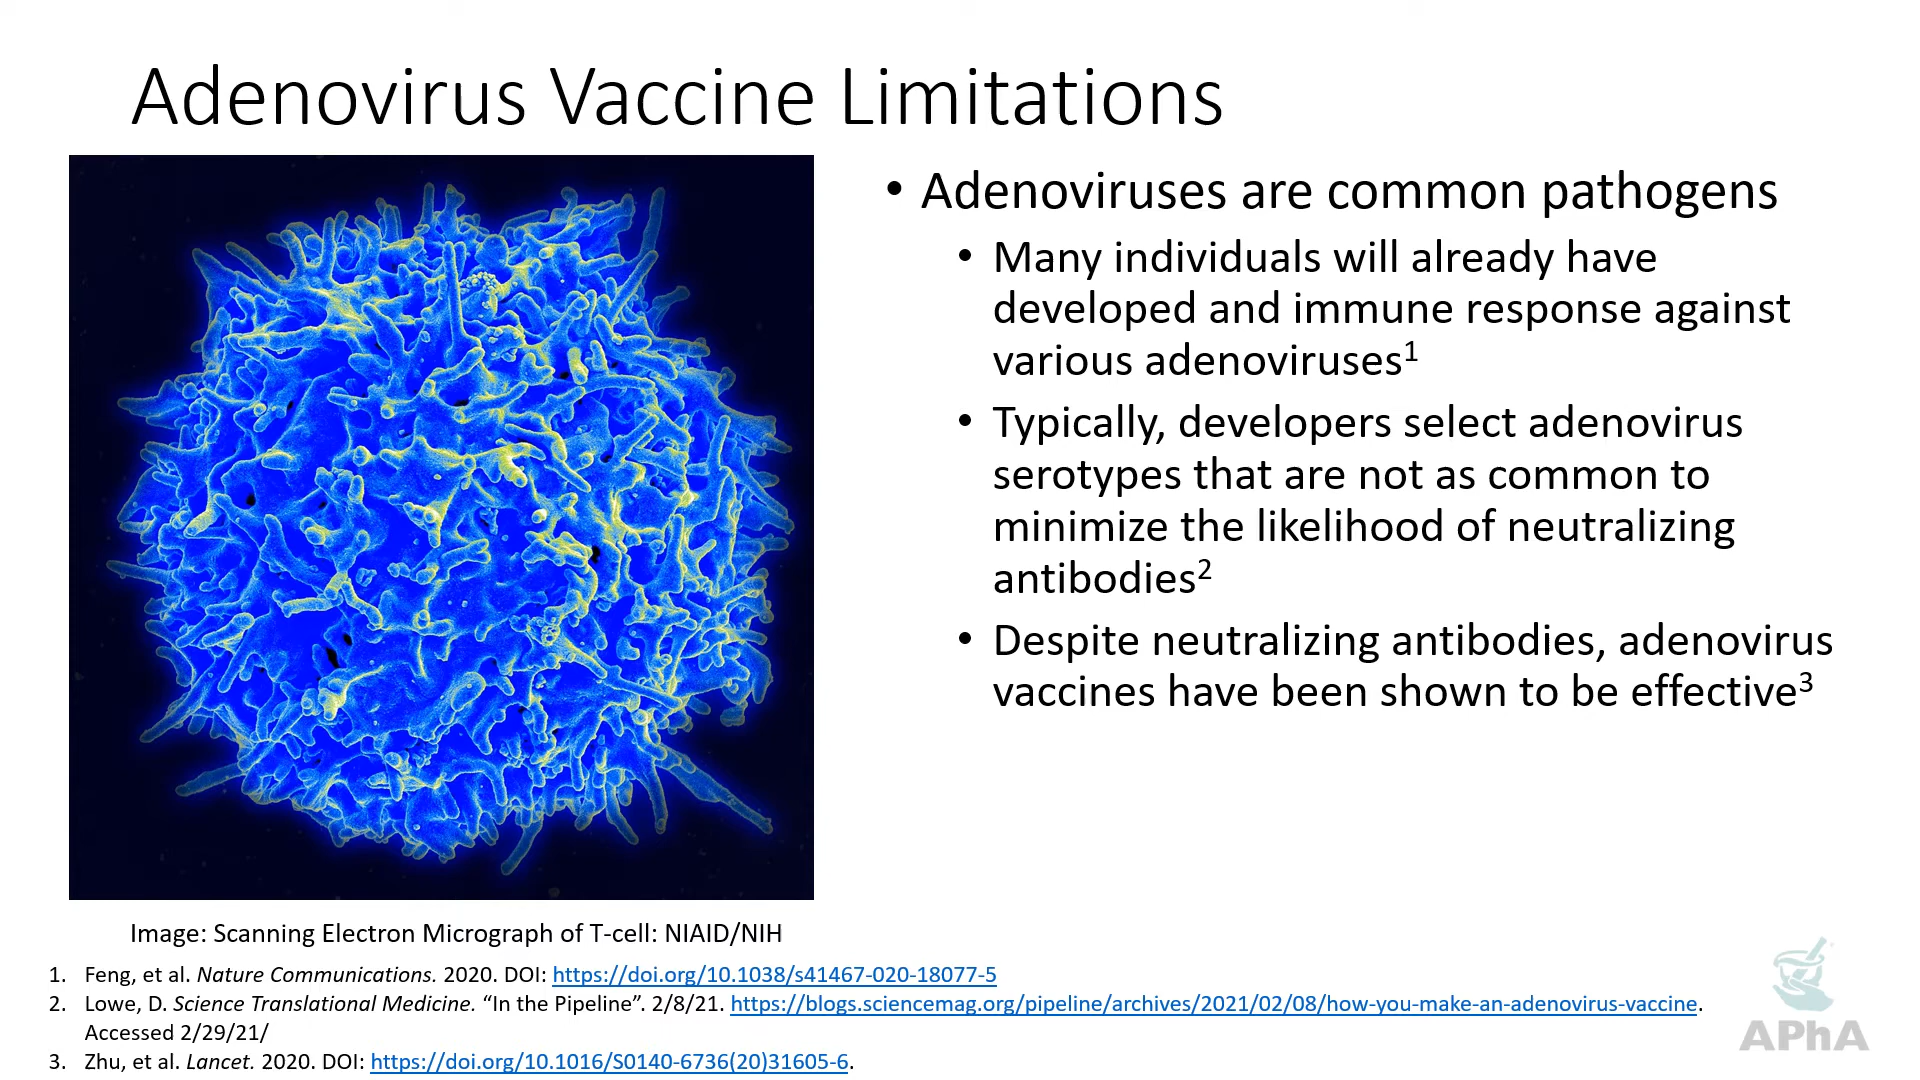 Adenovirus Vaccine Limitations
• Adenoviruses are common pathogens
• Many individuals will already have
developed and immune response against
various adenoviruses1
• Typically, developers select adenovirus
serotypes that are not as common to
minimize the likelihood of neutralizing
antibodies2
• Despite neutralizing antibodies, adenovirus
vaccines have been shown to be effective3
Image: Scanning Electron Micrograph of T-cell: NIAID/NIH
1. Feng, et al. Nature Communications. 2020. DOI: https://doi.org/10.1038/s41467-020-18077-5
2. Lowe, D. Science Translational Medicine. “In the Pipeline”. 2/8/21. https://blogs.sciencemag.org/pipeline/archives/2021/02/08/how-you-make-an-adenovirus-vaccine.
Accessed 2/29/21/
3. Zhu, et al. Lancet. 2020. DOI: https://doi.org/10.1016/S0140-6736(20)31605-6.
APhA